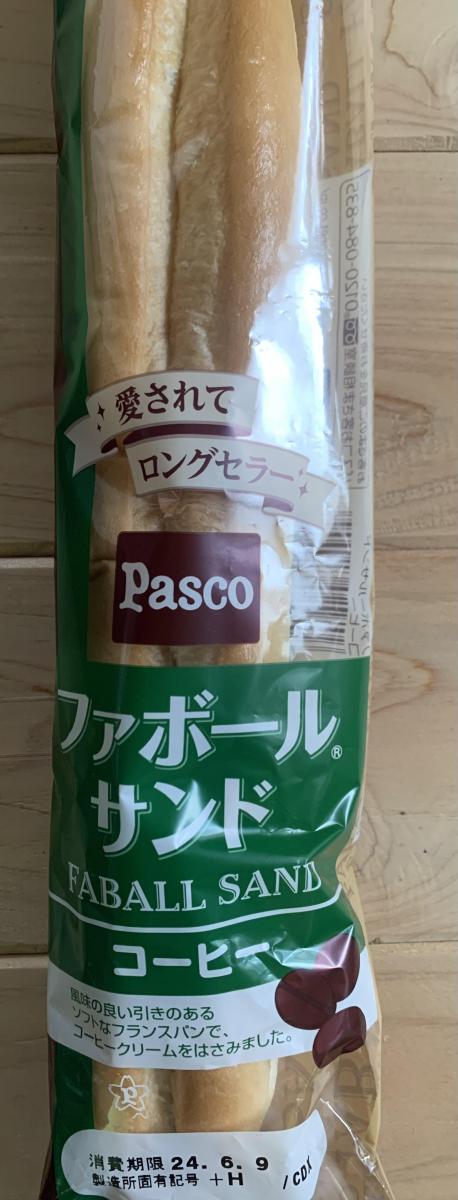 愛されて
ロングセラー
Pasco
ファボール®
サンド
FABALL SAND
コーヒー
風味の良い引きのある
ソフトなフランスパンで、
コーヒークリームをはさみました。
P
消費期限 24. 6. 9
製造所固有記号 +H /CDX
0120-084-835